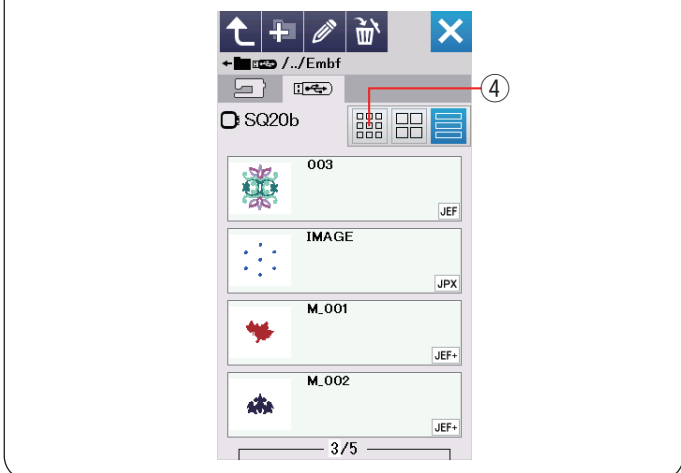 /../Embf
④
SQ20b
003
JEF
IMAGE
JPX
M_001
JEF+
M_002
JEF+
3/5